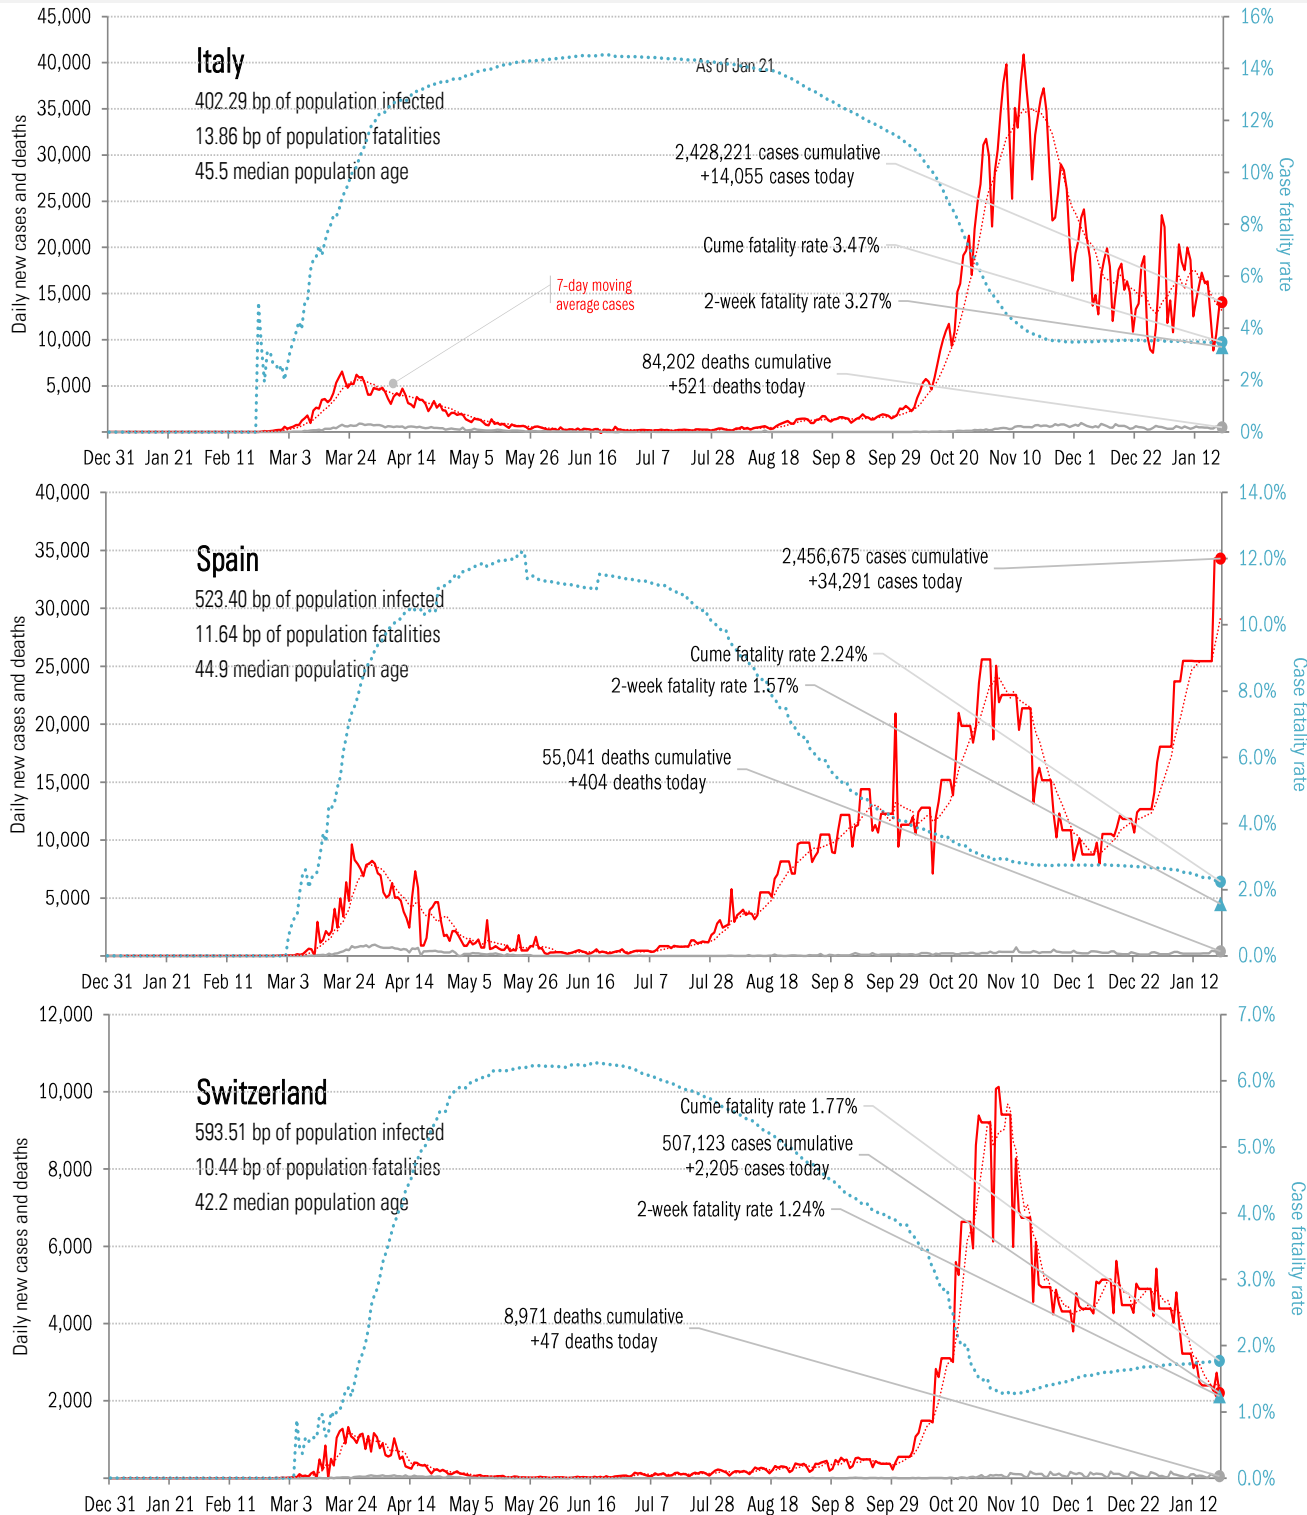 45,000
40,000
35,000
30,000
25,000
20,000
15,000
10,000
5,000
Daily new cases and deaths
Italy
402.29 bp of population infected
13.86 bp of population fatalities
45.5 median population age
As of Jan 21
2,428,221 cases cumulative
+14,055 cases today
Cume fatality rate 3.47%
2-week fatality rate 3.27%
7-day moving
average cases
84,202 deaths cumulative
+521 deaths today
16%
14%
12%
10%
8%
6%
4%
2%
0%
Case fatality rate
Dec 31 Jan 21 Feb 11 Mar 3 Mar 24 Apr 14 May 5 May 26 Jun 16 Jul 7 Jul 28 Aug 18 Sep 8 Sep 29 Oct 20 Nov 10 Dec 1 Dec 22 Jan 12
40,000
35,000
30,000
25,000
20,000
15,000
10,000
5,000
Daily new cases and deaths
Spain
523.40 bp of population infected
11.64 bp of population fatalities
44.9 median population age
2,456,675 cases cumulative
+34,291 cases today
Cume fatality rate 2.24%
2-week fatality rate 1.57%
55,041 deaths cumulative
+404 deaths today
14.0%
12.0%
10.0%
8.0%
6.0%
4.0%
2.0%
0.0%
Case fatality rate
Dec 31 Jan 21 Feb 11 Mar 3 Mar 24 Apr 14 May 5 May 26 Jun 16 Jul 7 Jul 28 Aug 18 Sep 8 Sep 29 Oct 20 Nov 10 Dec 1 Dec 22 Jan 12
12,000
10,000
8,000
6,000
4,000
2,000
Daily new cases and deaths
Switzerland
593.51 bp of population infected
10.44 bp of population fatalities
42.2 median population age
Cume fatality rate 1.77%
507,123 cases cumulative
+2,205 cases today
2-week fatality rate 1.24%
8,971 deaths cumulative
+47 deaths today
7.0%
6.0%
5.0%
4.0%
3.0%
2.0%
1.0%
0.0%
Case fatality rate
Dec 31 Jan 21 Feb 11 Mar 3 Mar 24 Apr 14 May 5 May 26 Jun 16 Jul 7 Jul 28 Aug 18 Sep 8 Sep 29 Oct 20 Nov 10 Dec 1 Dec 22 Jan 12